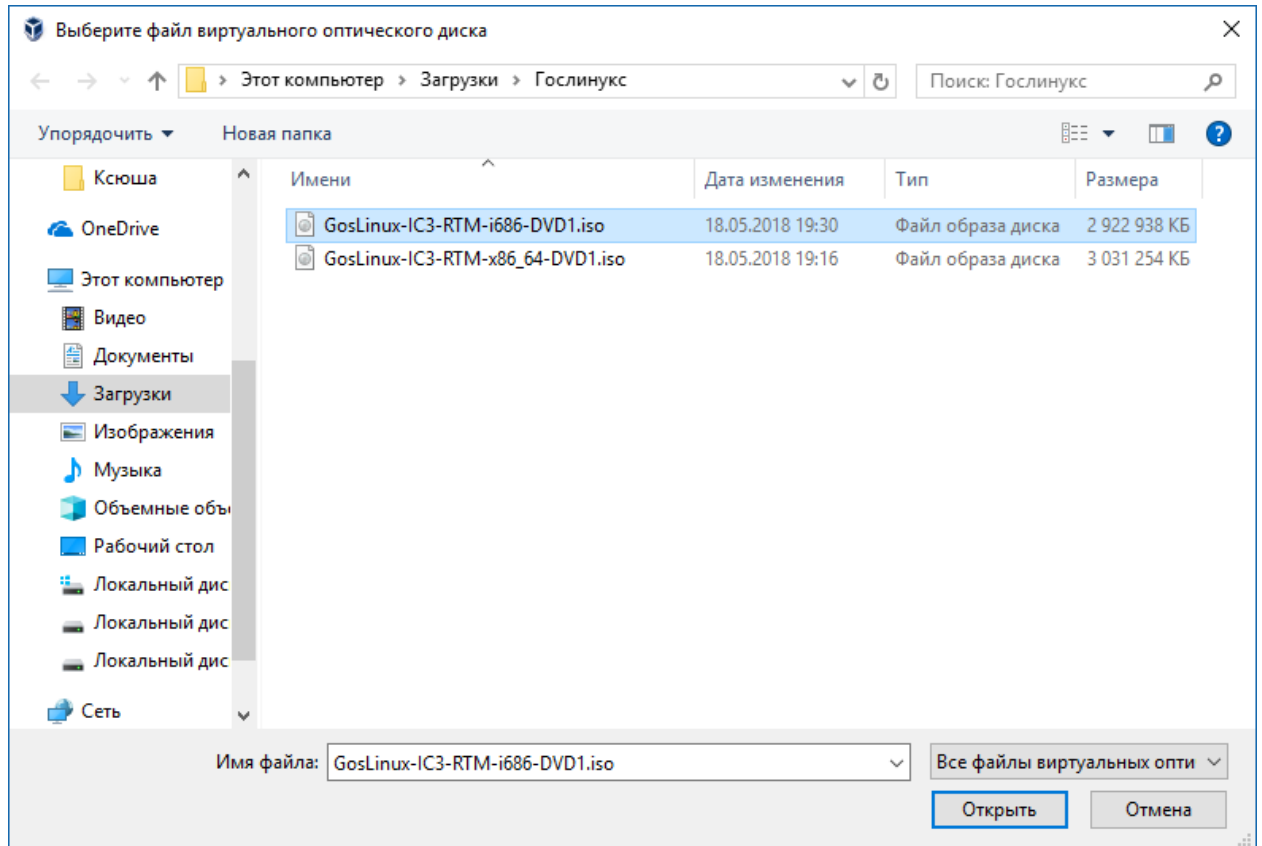 Выберите файл виртуального оптического диска
Этот компьютер > Загрузки > Гослинукс
Поиск: Гослинукс
Упорядочить
Новая папка
Ксюша
OneDrive
Этот компьютер
Видео
Документы
Загрузки
Изображения
Музыка
Объемные объ
Рабочий стол
Локальный дис
Локальный дис
Локальный дис
Сеть
Имени Дата изменения Тип Размера
GosLinux-IC3-RTM-i686-DVD1.iso 18.05.2018 19:30 Файл образа диска 2 922 938 КБ
GosLinux-IC3-RTM-x86_64-DVD1.iso 18.05.2018 19:16 Файл образа диска 3 031 254 КБ
Имя файла: GosLinux-IC3-RTM-i686-DVD1.iso
Все файлы виртуальных опти
Открыть Отмена